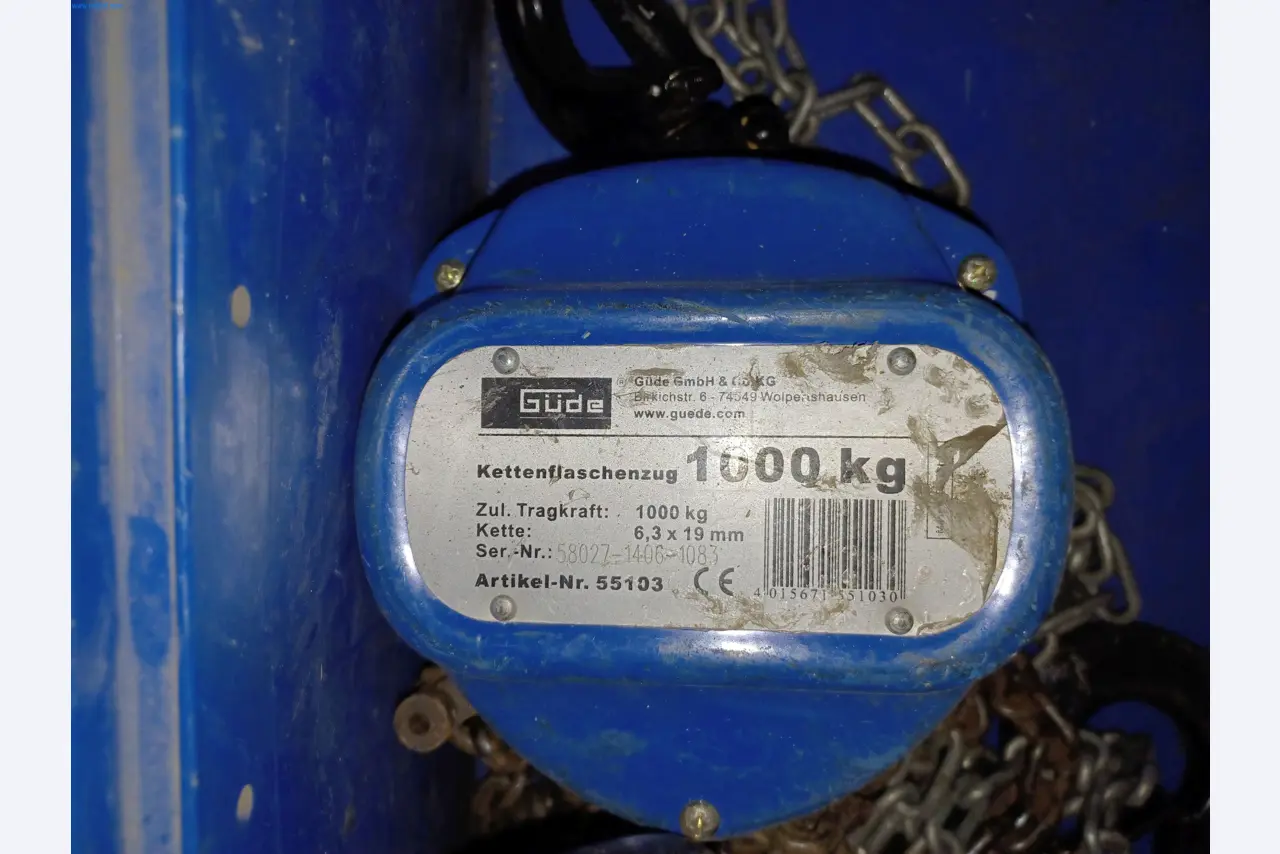 Güde
® Güde GmbH & Co. KG
Birkichstr. 6 - 74549 Wolpertshausen
www.guede.com
Kettenflaschenzug 1000 kg
Zul. Tragkraft: 1000 kg
Kette: 6,3 x 19 mm
Ser.-Nr.: 58027-1406-1083
Artikel-Nr. 55103 CE
4 015671 551030